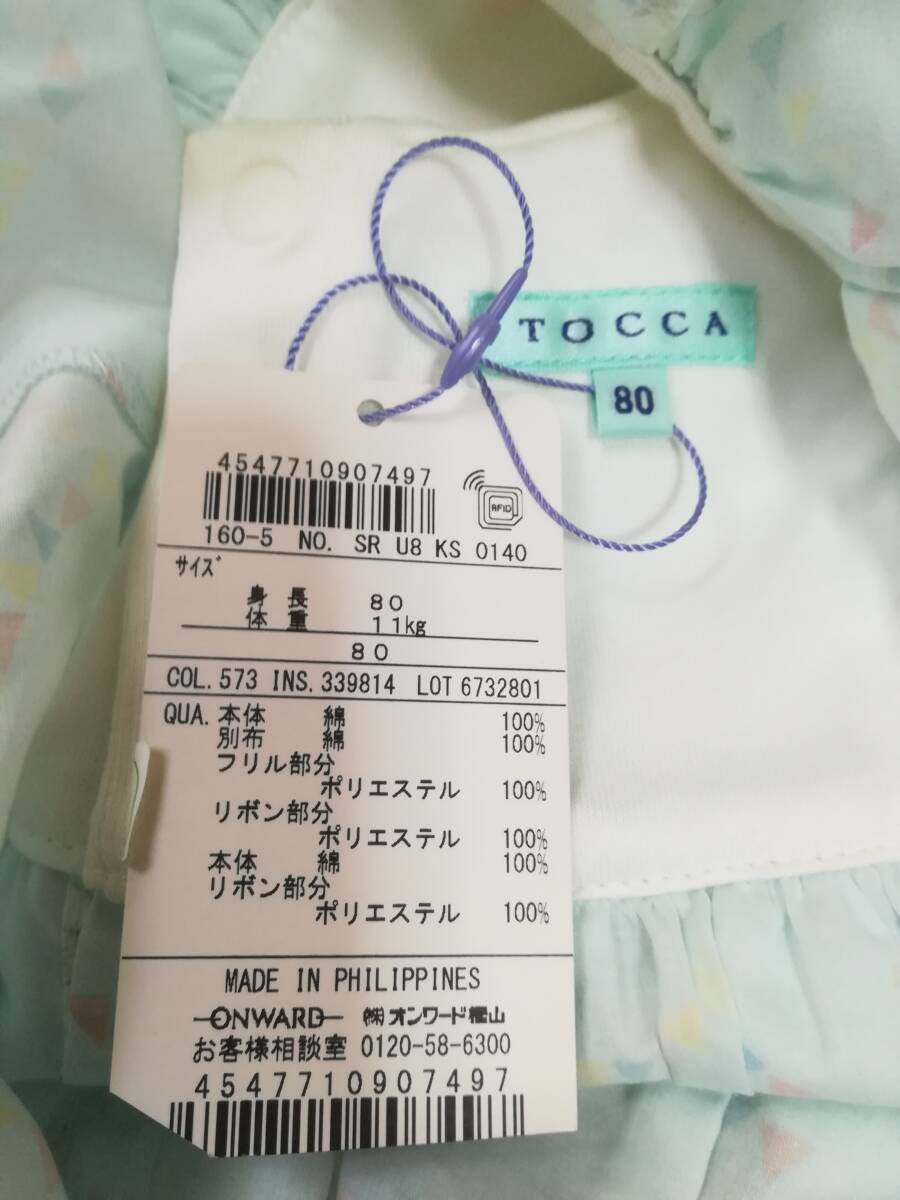 TOCCA
80
4547710907497
RFID
160-5 NO. SR U8 KS 0140
サイズ
身長 80
体重 11kg
80
COL. 573 INS. 339814 LOT 6732801
QUA. 本体 綿 100%
別布 綿 100%
フリル部分
ポリエステル 100%
リボン部分
ポリエステル 100%
本体 綿 100%
リボン部分
ポリエステル 100%
MADE IN PHILIPPINES
ONWARD ㈱オンワード樫山
お客様相談室 0120-58-6300
4547710907497